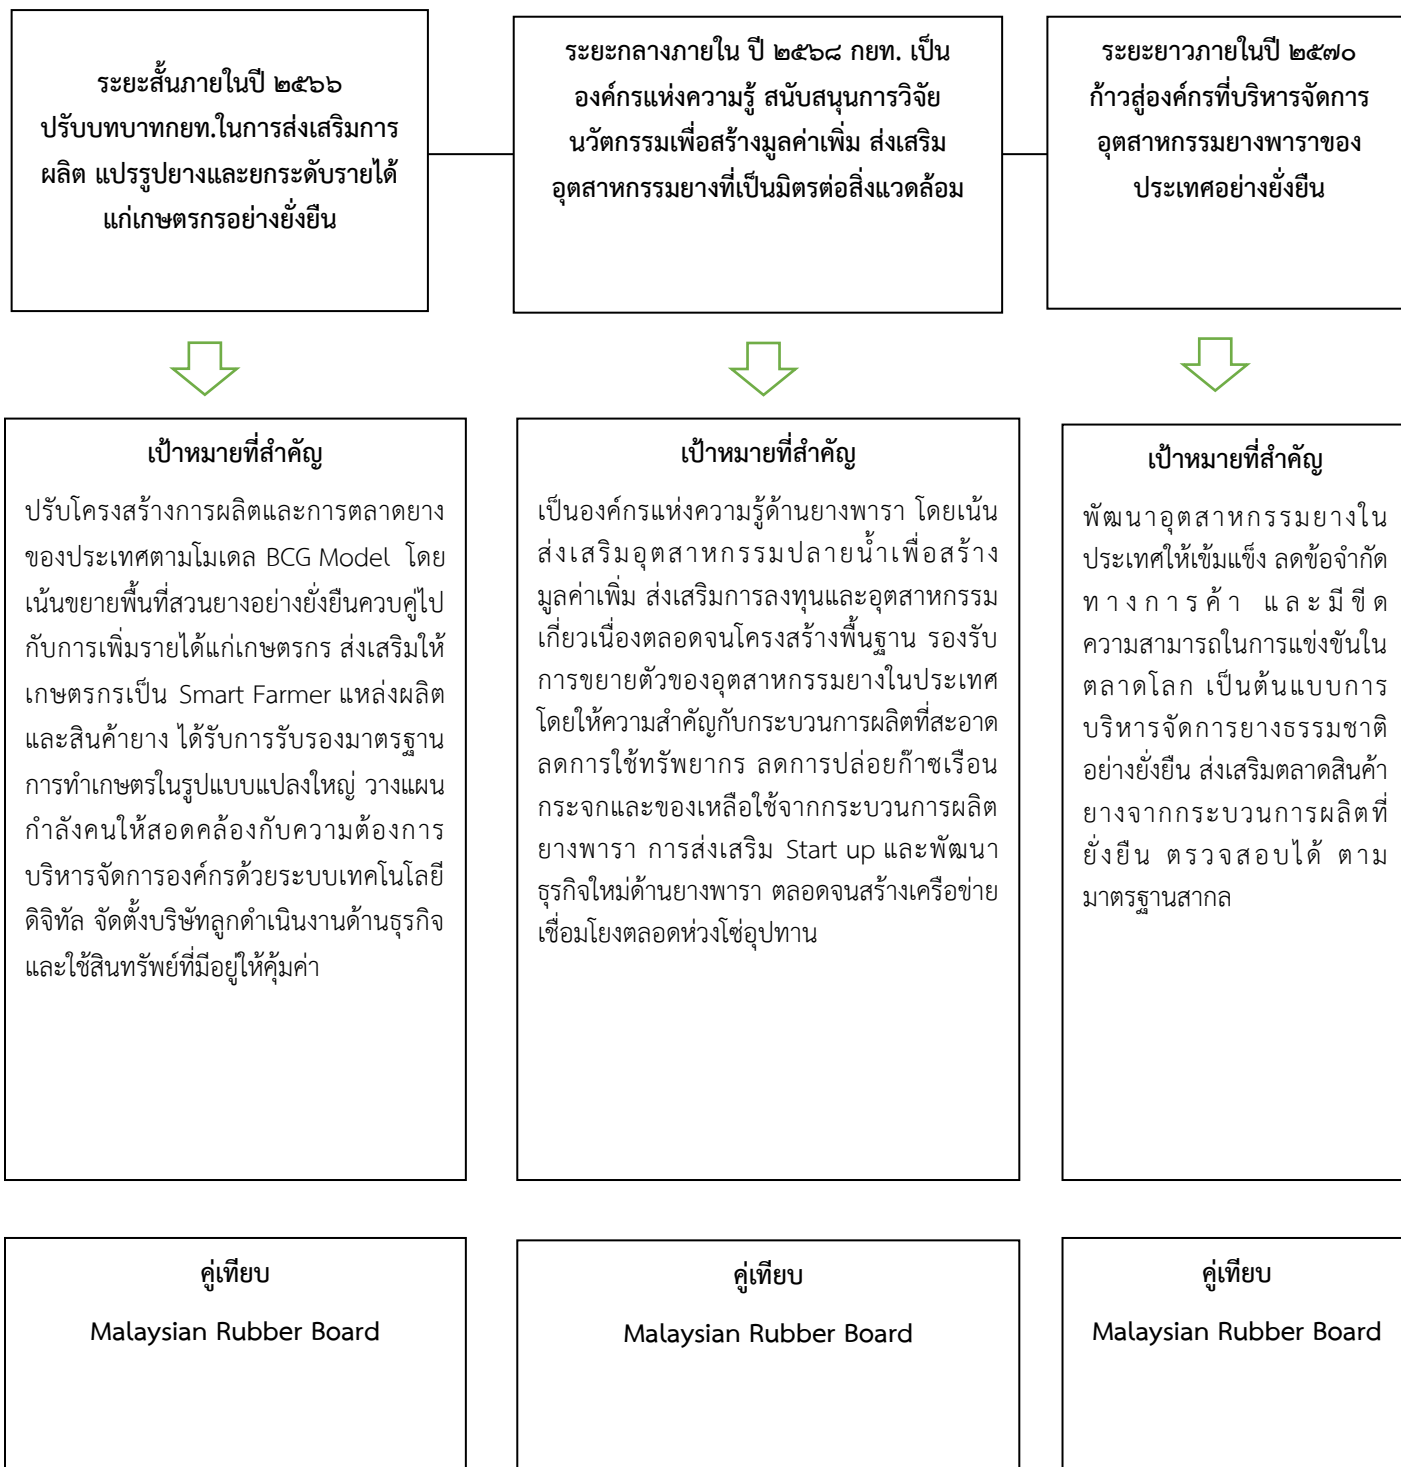 ระยะสั้นภายในปี ๒๕๖๖
ปรับบทบาทกยท.ในการส่งเสริมการ
ผลิต แปรรูปยางและยกระดับรายได้
แก่เกษตรกรอย่างยั่งยืน
ระยะกลางภายใน ปี ๒๕๖๘ กยท. เป็น
องค์กรแห่งความรู้ สนับสนุนการวิจัย
นวัตกรรมเพื่อสร้างมูลค่าเพิ่ม ส่งเสริม
อุตสาหกรรมยางที่เป็นมิตรต่อสิ่งแวดล้อม
ระยะยาวภายในปี ๒๕๗๐
ก้าวสู่องค์กรที่บริหารจัดการ
อุตสาหกรรมยางพาราของ
ประเทศอย่างยั่งยืน
เป้าหมายที่สำคัญ
ปรับโครงสร้างการผลิตและการตลาดยาง
ของประเทศตามโมเดล BCG Model โดย
เน้นขยายพื้นที่สวนยางอย่างยั่งยืนควบคู่ไป
กับการเพิ่มรายได้แก่เกษตรกร ส่งเสริมให้
เกษตรกรเป็น Smart Farmer แหล่งผลิต
และสินค้ายาง ได้รับการรับรองมาตรฐาน
การทำเกษตรในรูปแบบแปลงใหญ่ วางแผน
กำลังคนให้สอดคล้องกับความต้องการ
บริหารจัดการองค์กรด้วยระบบเทคโนโลยี
ดิจิทัล จัดตั้งบริษัทลูกดำเนินงานด้านธุรกิจ
และใช้สินทรัพย์ที่มีอยู่ให้คุ้มค่า
เป้าหมายที่สำคัญ
เป็นองค์กรแห่งความรู้ด้านยางพารา โดยเน้น
ส่งเสริมอุตสาหกรรมปลายน้ำเพื่อสร้าง
มูลค่าเพิ่ม ส่งเสริมการลงทุนและอุตสาหกรรม
เกี่ยวเนื่องตลอดจนโครงสร้างพื้นฐาน รองรับ
การขยายตัวของอุตสาหกรรมยางในประเทศ
โดยให้ความสำคัญกับกระบวนการผลิตที่สะอาด
ลดการใช้ทรัพยากร ลดการปล่อยก๊าซเรือน
กระจกและของเหลือใช้จากกระบวนการผลิต
ยางพารา การส่งเสริม Start up และพัฒนา
ธุรกิจใหม่ด้านยางพารา ตลอดจนสร้างเครือข่าย
เชื่อมโยงตลอดห่วงโซ่อุปทาน
เป้าหมายที่สำคัญ
พัฒนาอุตสาหกรรมยางใน
ประเทศให้เข้มแข็ง ลดข้อจำกัด
ทางการค้า และมีขีด
ความสามารถในการแข่งขันใน
ตลาดโลก เป็นต้นแบบการ
บริหารจัดการยางธรรมชาติ
อย่างยั่งยืน ส่งเสริมตลาดสินค้า
ยางจากกระบวนการผลิตที่
ยั่งยืน ตรวจสอบได้ ตาม
มาตรฐานสากล
คู่เทียบ
Malaysian Rubber Board
คู่เทียบ
Malaysian Rubber Board
คู่เทียบ
Malaysian Rubber Board